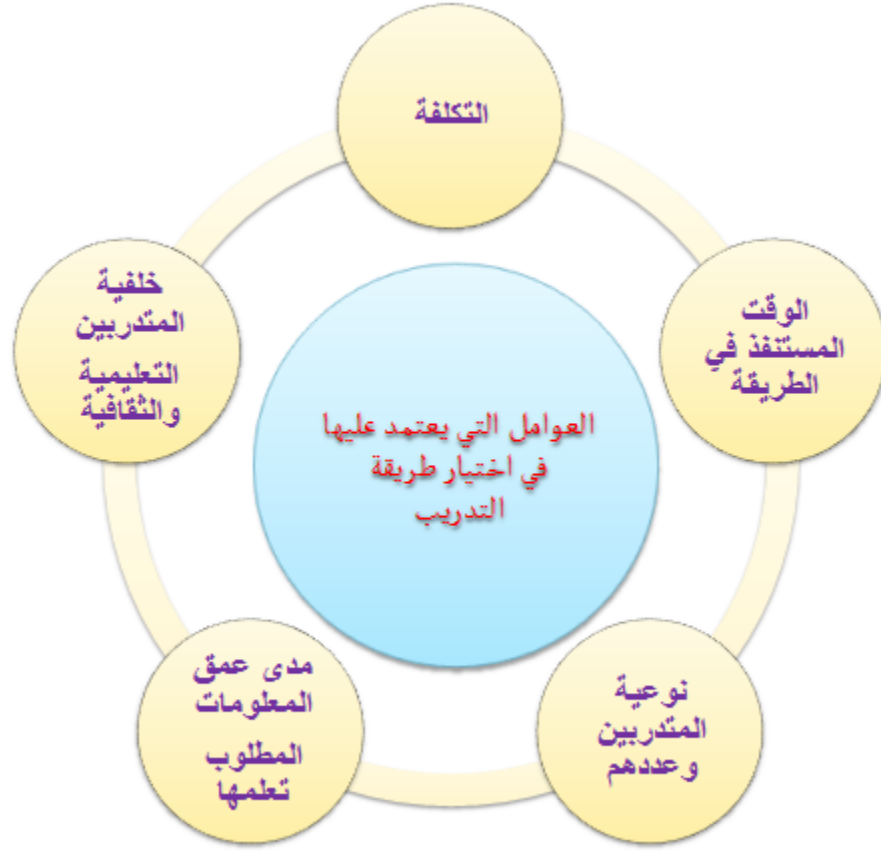 التكلفة
الوقت
المستنفذ في
الطريقة
نوعية
المتدربين
وعددهم
مدى عمق
المعلومات
المطلوب
تعلمها
خلفية
المتدربين
التعليمية
والثقافية
العوامل التي يعتمد عليها
في اختيار طريقة
التدريب